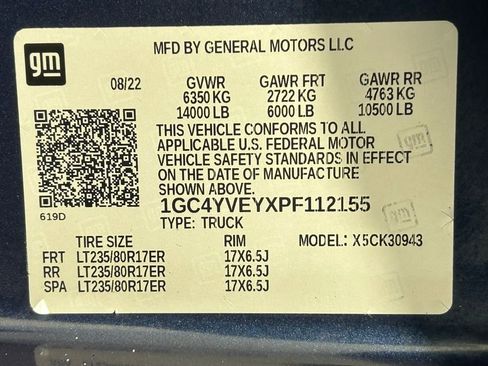 gm
MFD BY GENERAL MOTORS LLC
08/22 GVWR GAWR FRT GAWR RR
6350 KG 2722 KG 4763 KG
14000 LB 6000 LB 10500 LB
THIS VEHICLE CONFORMS TO ALL
APPLICABLE U.S. FEDERAL MOTOR
VEHICLE SAFETY STANDARDS IN EFFECT
ON THE DATE OF MANUFACTURE
SHOWN ABOVE.
619D
1GC4YVEYXPF112155
TYPE: TRUCK
TIRE SIZE RIM MODEL: X5CK30943
FRT LT235/80R17ER 17X6.5J
RR LT235/80R17ER 17X6.5J
SPA LT235/80R17ER 17X6.5J